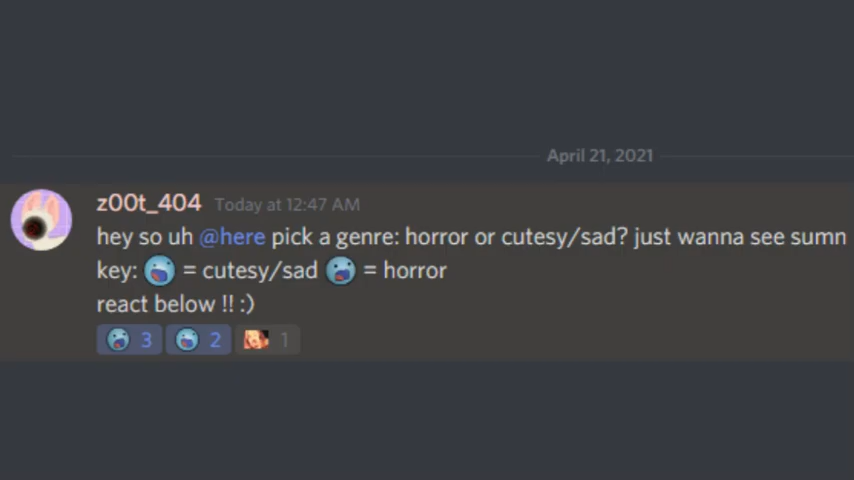 April 21, 2021
z00t_404 Today at 12:47 AM
hey so uh @here pick a genre: horror or cutesy/sad? just wanna see sumn
key: = cutesy/sad = horror
react below !! :)
3 2 1